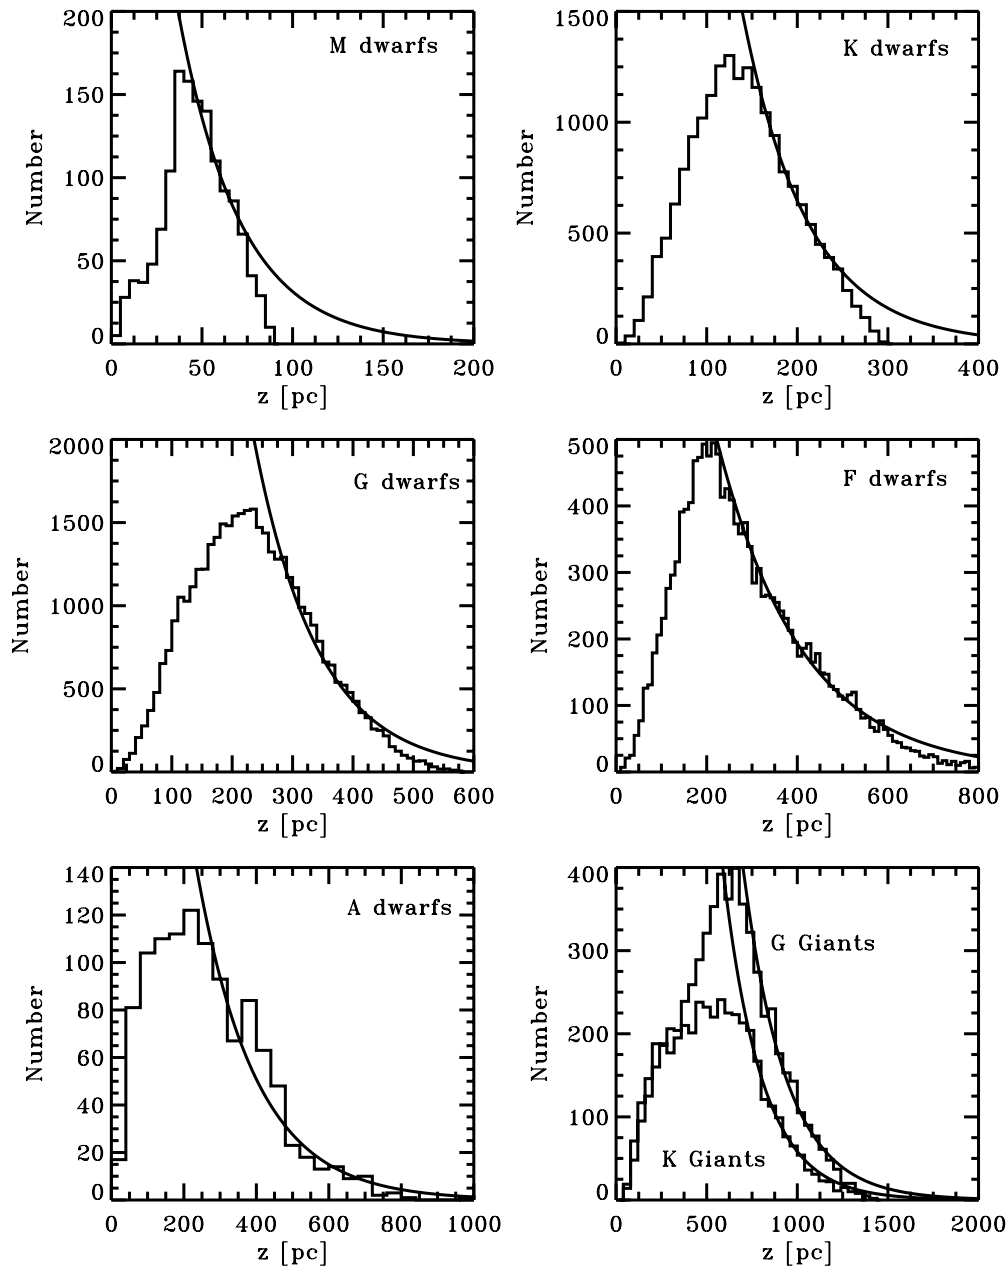 M dwarfs
200
150
100
50
0
Number
0 50 100 150 200
z [pc]
K dwarfs
1500
1000
500
0
Number
0 100 200 300 400
z [pc]
G dwarfs
2000
1500
1000
500
0
Number
0 100 200 300 400 500 600
z [pc]
F dwarfs
500
400
300
200
100
0
Number
0 200 400 600 800
z [pc]
A dwarfs
140
120
100
80
60
40
20
0
Number
0 200 400 600 800 1000
z [pc]
G Giants
K Giants
400
300
200
100
0
Number
0 500 1000 1500 2000
z [pc]